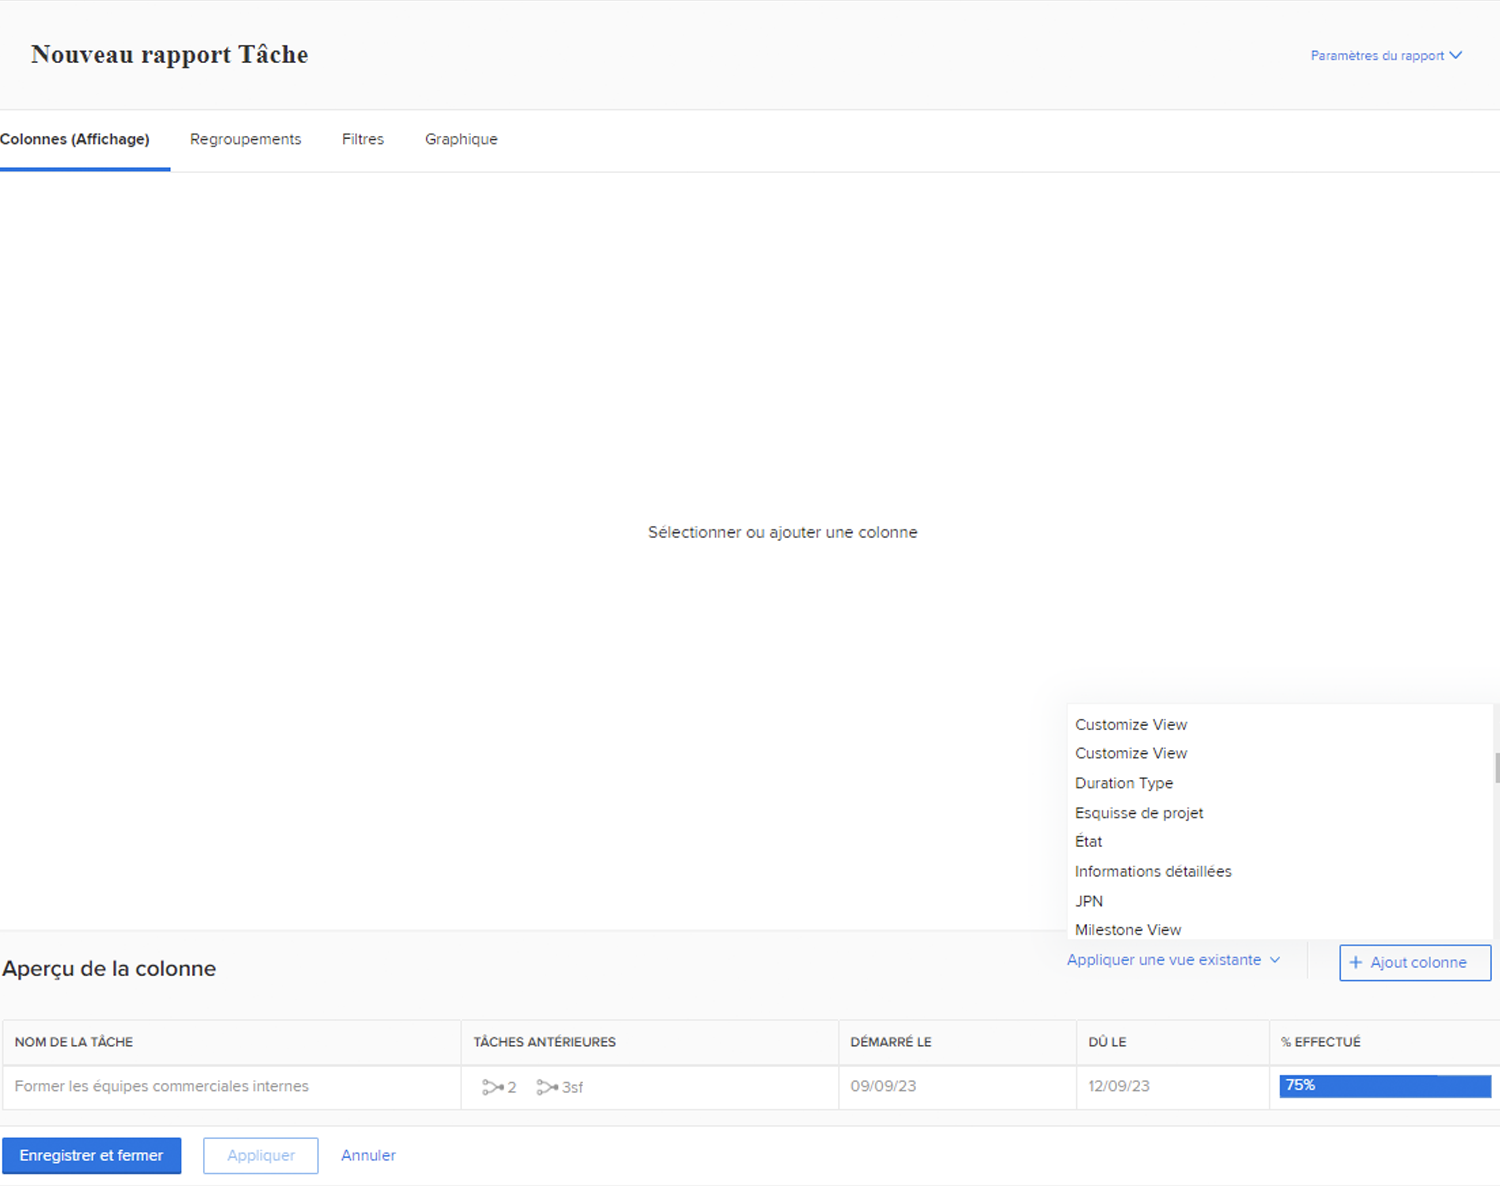 Nouveau rapport Tâche
Paramètres du rapport
Colonnes (Affichage) Regroupements Filtres Graphique
Sélectionner ou ajouter une colonne
Customize View
Customize View
Duration Type
Esquisse de projet
État
Informations détaillées
JPN
Milestone View
Aperçu de la colonne
Appliquer une vue existante
+ Ajout colonne
NOM DE LA TÂCHE TÂCHES ANTÉRIEURES DÉMARRÉ LE DÛ LE % EFFECTUÉ
Former les équipes commerciales internes 2 3sf 09/09/23 12/09/23 75%
Enregistrer et fermer Appliquer Annuler